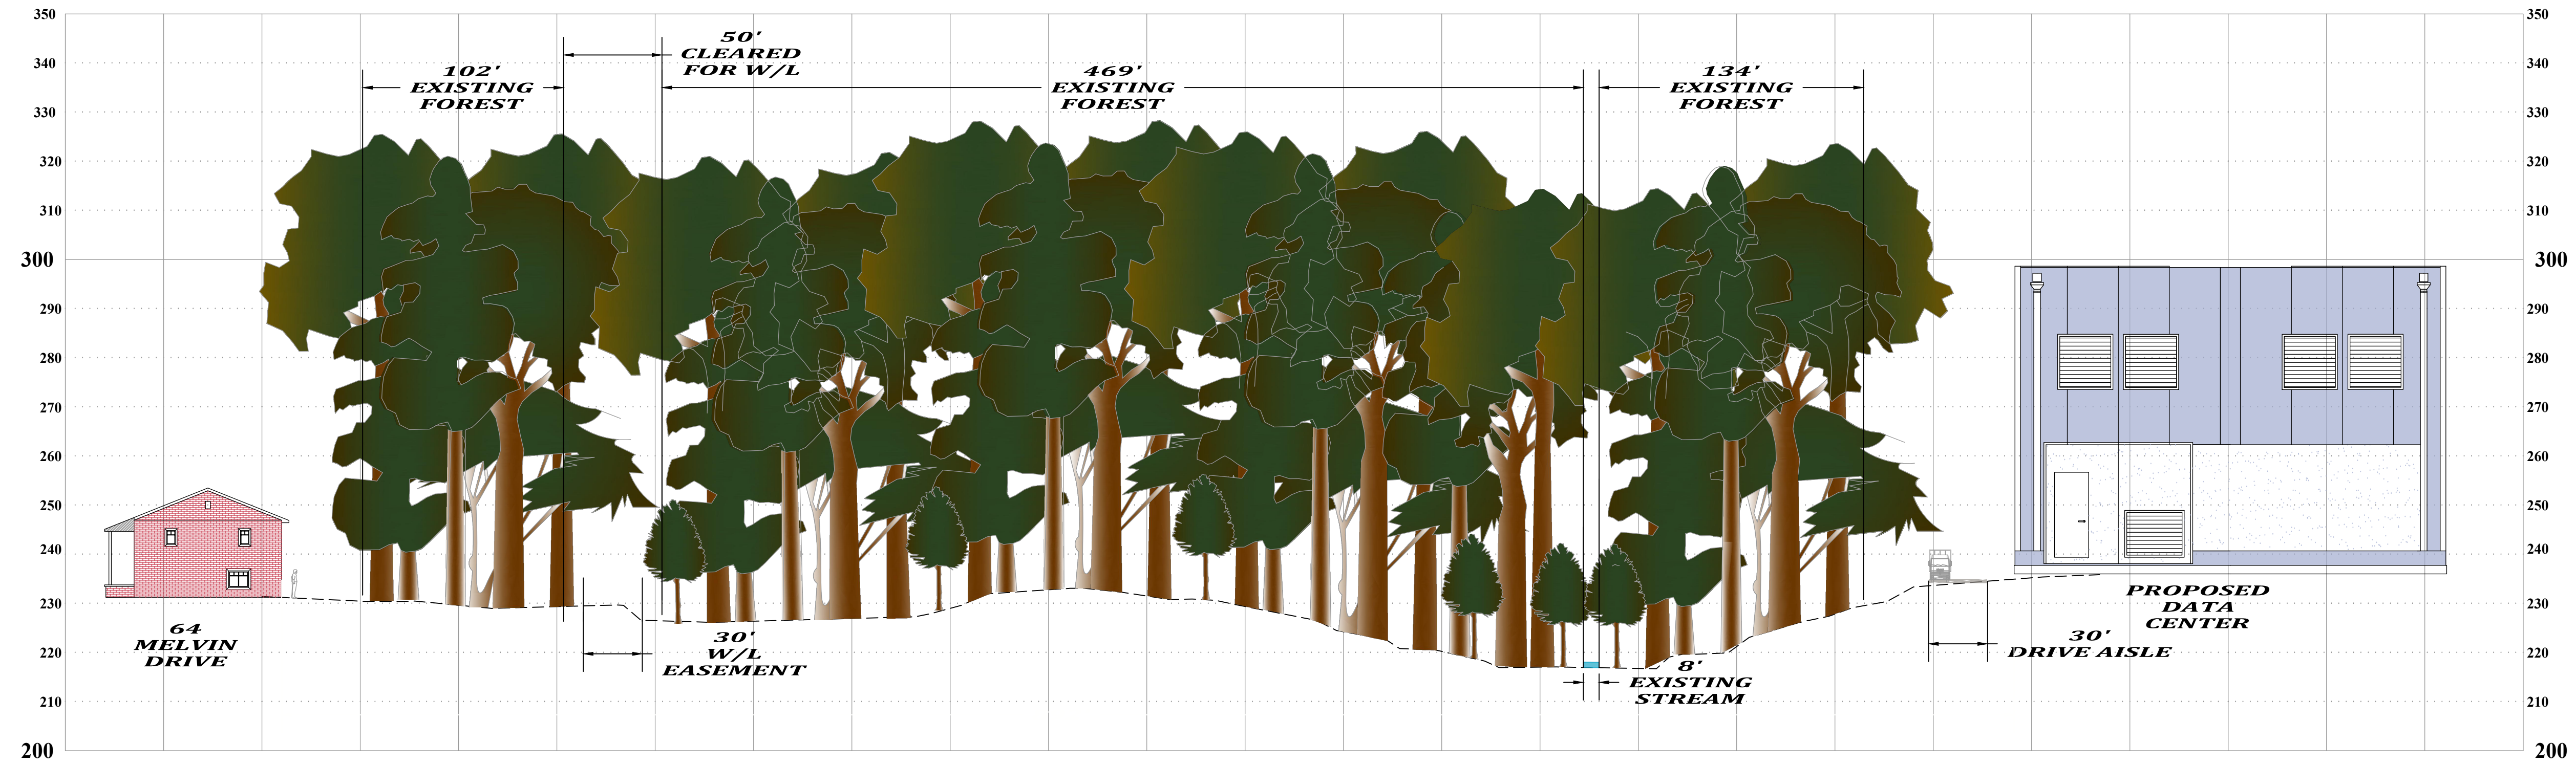 350
340
330
320
310
300
290
280
270
260
250
240
230
220
210
200
102'
EXISTING
FOREST
50'
CLEARED
FOR W/L
469'
EXISTING
FOREST
134'
EXISTING
FOREST
64
MELVIN
DRIVE
30'
W/L
EASEMENT
8'
EXISTING
STREAM
30'
DRIVE AISLE
PROPOSED
DATA
CENTER
350
340
330
320
310
300
290
280
270
260
250
240
230
220
210
200